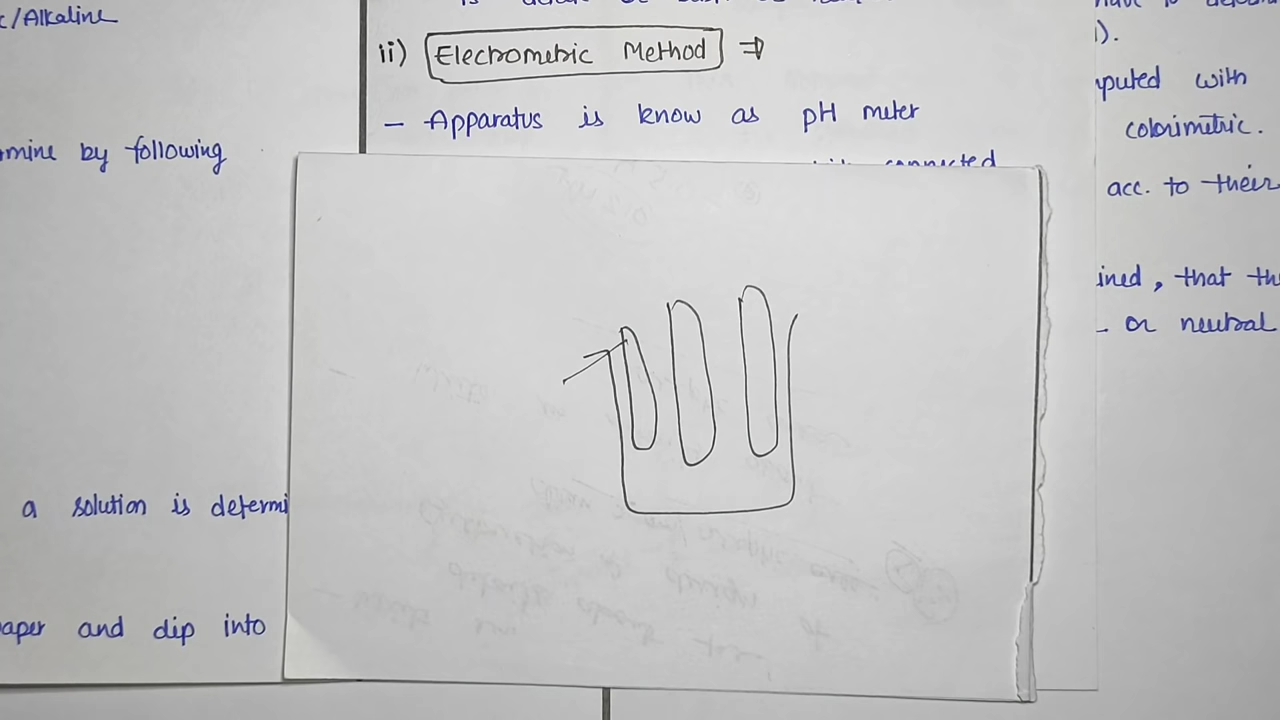 c/Alkaline
mine by following
a solution is determi
aper and dip into
ii) Electrometric Method ⇒
- Apparatus is know as pH meter
connected
).
puted with
colorimetric.
acc. to their
ined, that th
- or neutral